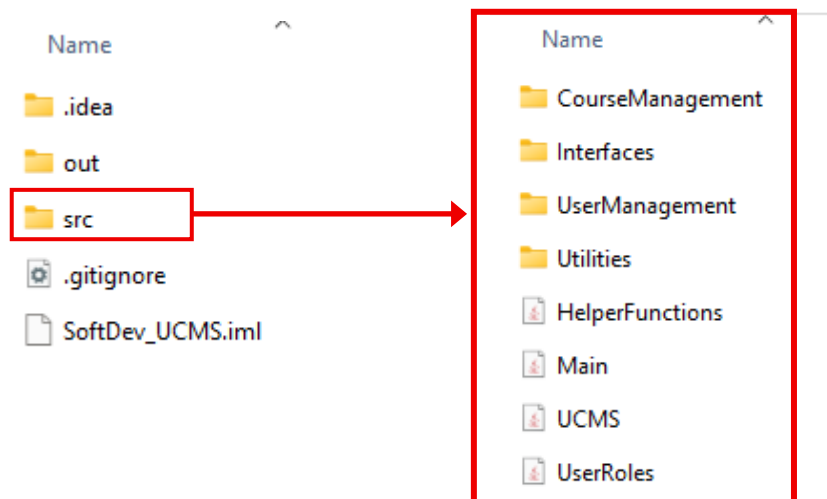 Name
.idea
out
src
.gitignore
SoftDev_UCMS.iml
Name
CourseManagement
Interfaces
UserManagement
Utilities
HelperFunctions
Main
UCMS
UserRoles